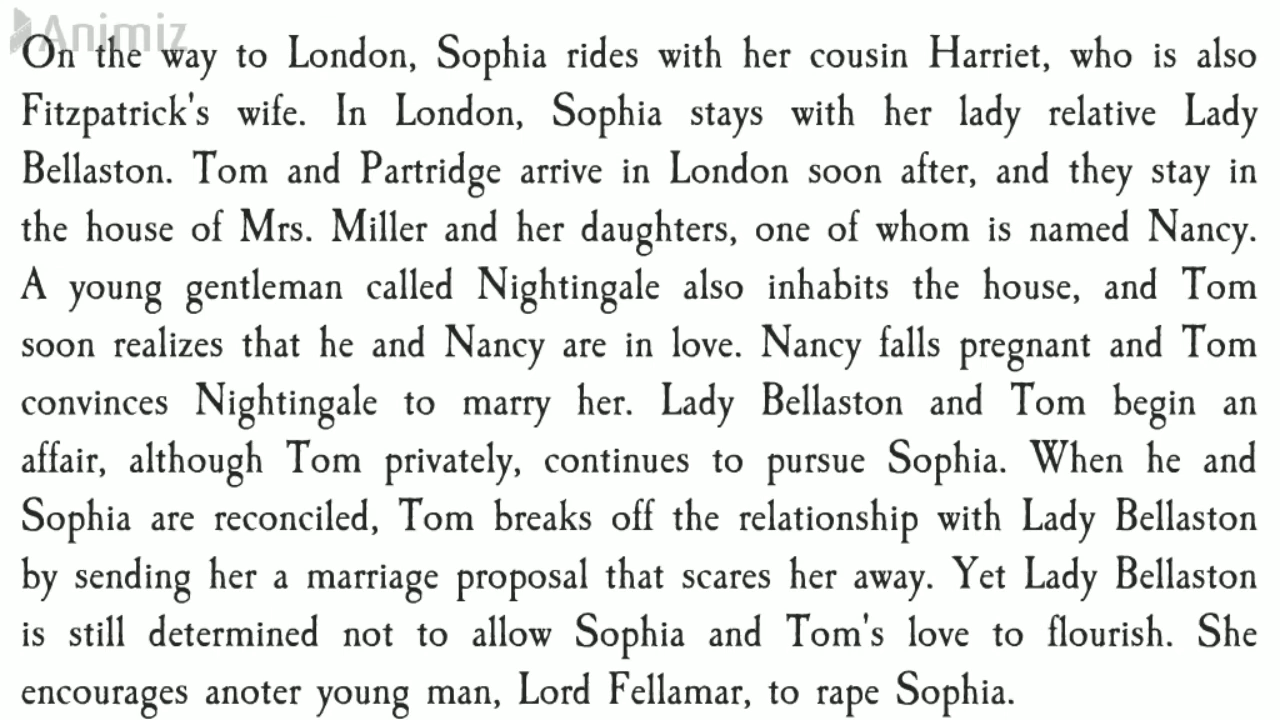 Animiz
On the way to London, Sophia rides with her cousin Harriet, who is also
Fitzpatrick's wife. In London, Sophia stays with her lady relative Lady
Bellaston. Tom and Partridge arrive in London soon after, and they stay in
the house of Mrs. Miller and her daughters, one of whom is named Nancy.
A young gentleman called Nightingale also inhabits the house, and Tom
soon realizes that he and Nancy are in love. Nancy falls pregnant and Tom
convinces Nightingale to marry her. Lady Bellaston and Tom begin an
affair, although Tom privately, continues to pursue Sophia. When he and
Sophia are reconciled, Tom breaks off the relationship with Lady Bellaston
by sending her a marriage proposal that scares her away. Yet Lady Bellaston
is still determined not to allow Sophia and Tom's love to flourish. She
encourages anoter young man, Lord Fellamar, to rape Sophia.